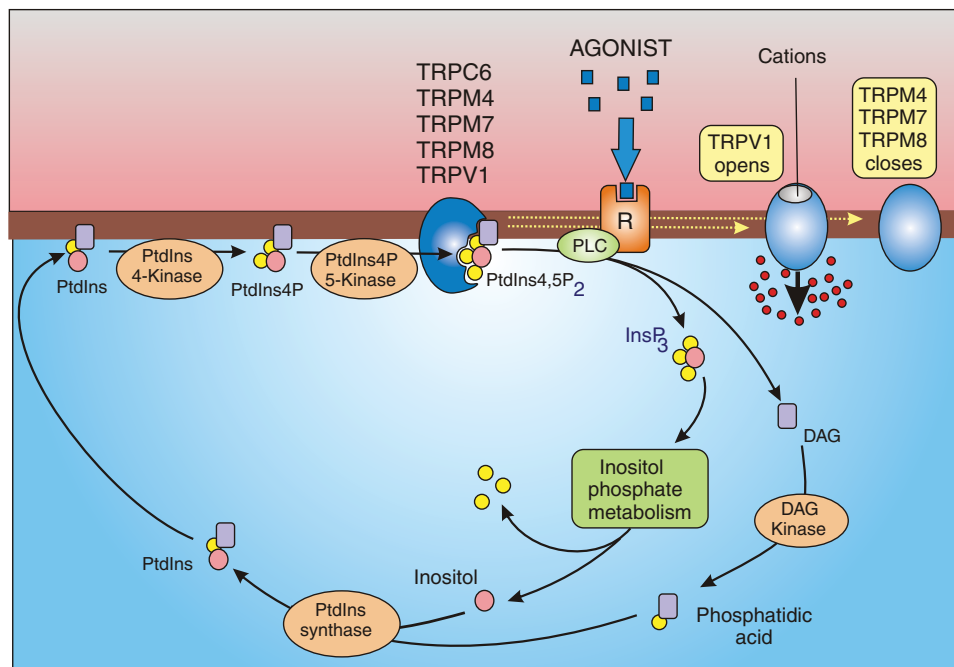 AGONIST
Cations
TRPC6
TRPM4
TRPM7
TRPM8
TRPV1
TRPV1
opens
TRPM4
TRPM7
TRPM8
closes
R
PLC
PtdIns
PtdIns
4-Kinase
PtdIns4P
PtdIns4P
5-Kinase
PtdIns4,5P2
InsP3
DAG
Inositol
phosphate
metabolism
DAG
Kinase
PtdIns
Inositol
PtdIns
synthase
Phosphatidic
acid